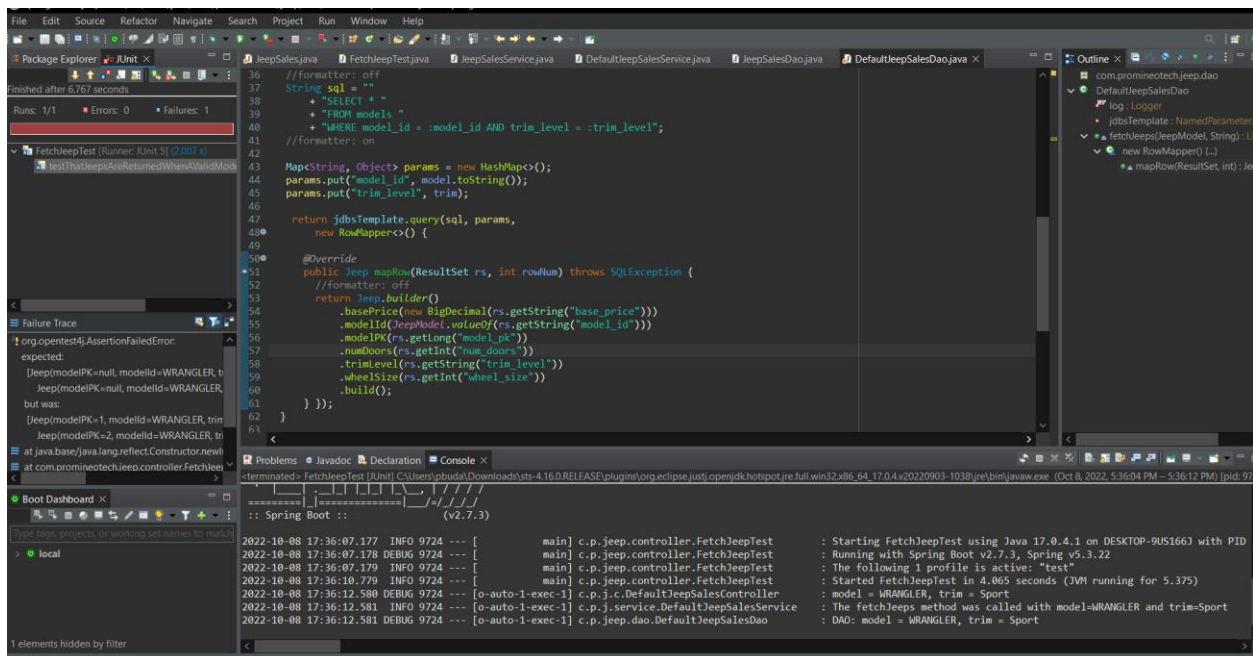 File Edit Source Refactor Navigate Search Project Run Window Help
Package Explorer JUnit
Finished after 6.767 seconds
Runs: 1/1 Errors: 0 Failures: 1
FetchJeepTest [Runner: JUnit 5] (2.007 s)
testThatJeepsAreReturnedWhenAValidMod
Failure Trace
org.opentest4j.AssertionFailedError:
expected:
[Jeep(modelPK=null, modelId=WRANGLER, tr
Jeep(modelPK=null, modelId=WRANGLER,
but was:
[Jeep(modelPK=1, modelId=WRANGLER, trim
Jeep(modelPK=2, modelId=WRANGLER, tri
at java.base/java.lang.reflect.Constructor.newI
at com.promineotech.jeep.controller.FetchJeep
Boot Dashboard
Type tags, projects, or working set names to match
local
1 elements hidden by filter
JeepSales.java FetchJeepTest.java JeepSalesService.java DefaultJeepSalesService.java JeepSalesDao.java DefaultJeepSalesDao.java
36 //formatter: off
37 String sql = ""
38 + "SELECT * "
39 + "FROM models "
40 + "WHERE model_id = :model_id AND trim_level = :trim_level";
41 //formatter: on
42
43 Map<String, Object> params = new HashMap<>();
44 params.put("model_id", model.toString());
45 params.put("trim_level", trim);
46
47 return jdbsTemplate.query(sql, params,
48 new RowMapper<>() {
49
50 @Override
51 public Jeep mapRow(ResultSet rs, int rowNum) throws SQLException {
52 //formatter: off
53 return Jeep.builder()
54 .basePrice(new BigDecimal(rs.getString("base_price")))
55 .modelId(JeepModel.valueOf(rs.getString("model_id")))
56 .modelPK(rs.getLong("model_pk"))
57 .numDoors(rs.getInt("num_doors"))
58 .trimLevel(rs.getString("trim_level"))
59 .wheelSize(rs.getInt("wheel_size"))
60 .build();
61 } });
62 }
63
Outline
com.promineotech.jeep.dao
DefaultJeepSalesDao
log : Logger
jdbsTemplate : NamedParameter
fetchJeeps(JeepModel, String) : Li
new RowMapper() {...}
mapRow(ResultSet, int) : Je
Problems Javadoc Declaration Console
<terminated> FetchJeepTest [JUnit] C:\Users\pbuda\Downloads\sts-4.16.0.RELEASE\plugins\org.eclipse.justj.openjdk.hotspot.jre.full.win32.x86_64_17.0.4.v20220903-1038\jre\bin\javaw.exe (Oct 8, 2022, 5:36:04 PM – 5:36:12 PM) [pid: 97
:: Spring Boot :: (v2.7.3)
2022-10-08 17:36:07.177 INFO 9724 --- [ main] c.p.jeep.controller.FetchJeepTest : Starting FetchJeepTest using Java 17.0.4.1 on DESKTOP-9US166J with PID
2022-10-08 17:36:07.178 DEBUG 9724 --- [ main] c.p.jeep.controller.FetchJeepTest : Running with Spring Boot v2.7.3, Spring v5.3.22
2022-10-08 17:36:07.179 INFO 9724 --- [ main] c.p.jeep.controller.FetchJeepTest : The following 1 profile is active: "test"
2022-10-08 17:36:10.779 INFO 9724 --- [ main] c.p.jeep.controller.FetchJeepTest : Started FetchJeepTest in 4.065 seconds (JVM running for 5.375)
2022-10-08 17:36:12.580 DEBUG 9724 --- [o-auto-1-exec-1] c.p.j.c.DefaultJeepSalesController : model = WRANGLER, trim = Sport
2022-10-08 17:36:12.581 INFO 9724 --- [o-auto-1-exec-1] c.p.j.service.DefaultJeepSalesService : The fetchJeeps method was called with model=WRANGLER and trim=Sport
2022-10-08 17:36:12.581 DEBUG 9724 --- [o-auto-1-exec-1] c.p.jeep.dao.DefaultJeepSalesDao : DAO: model = WRANGLER, trim = Sport